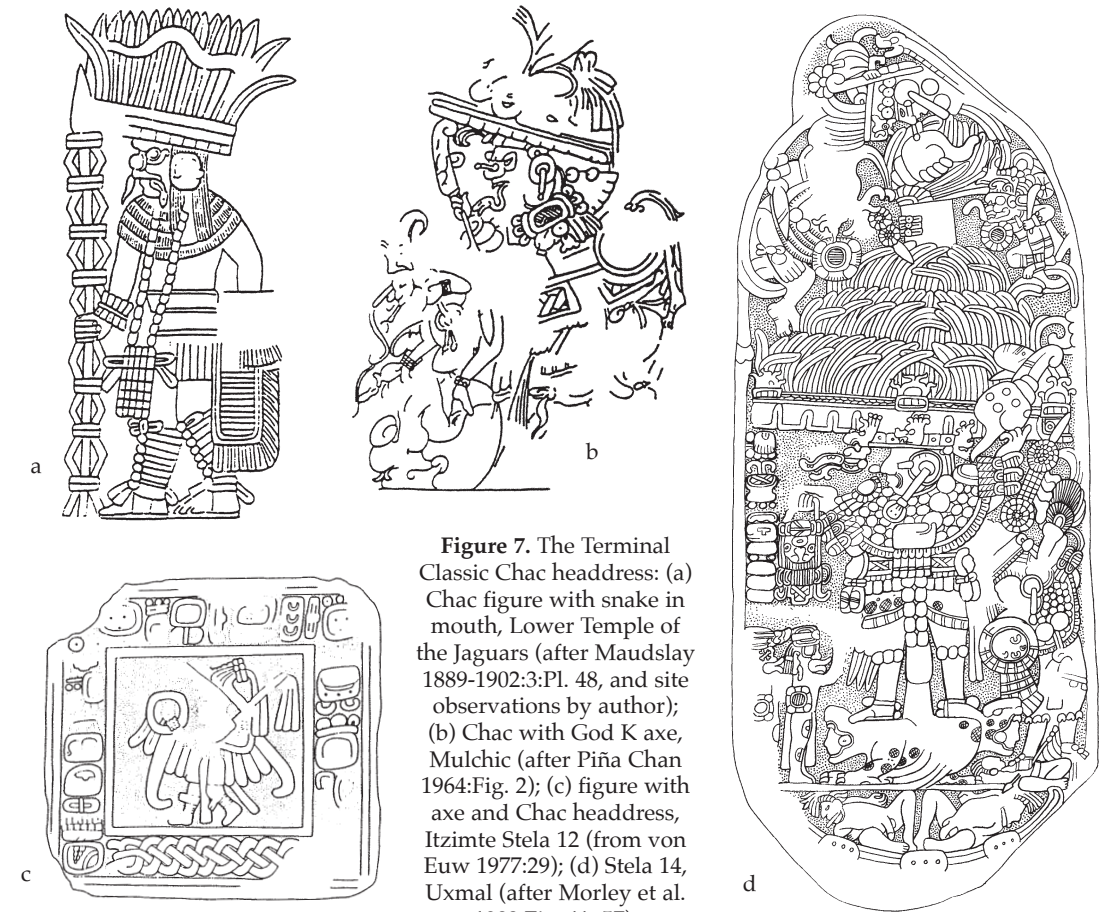 a
b
Figure 7. The Terminal
Classic Chac headdress: (a)
Chac figure with snake in
mouth, Lower Temple of
the Jaguars (after Maudslay
1889-1902:3:Pl. 48, and site
observations by author);
(b) Chac with God K axe,
Mulchic (after Piña Chan
1964:Fig. 2); (c) figure with
axe and Chac headdress,
Itzimte Stela 12 (from von
Euw 1977:29); (d) Stela 14,
Uxmal (after Morley et al.
c
d